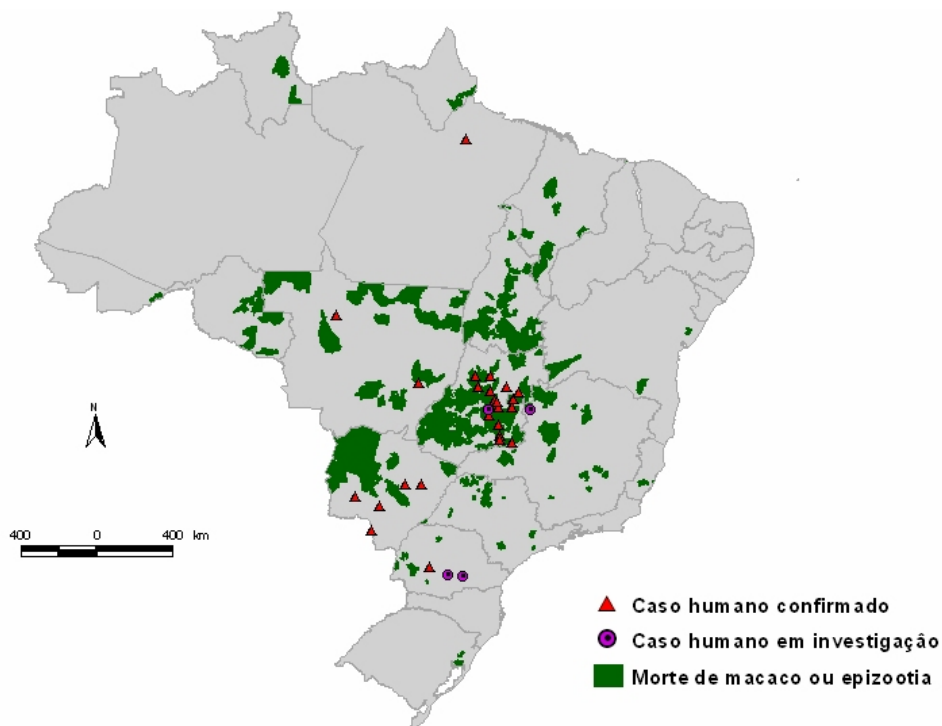 N
400 0 400 km
Caso humano confirmado
Caso humano em investigação
Morte de macaco ou epizootia